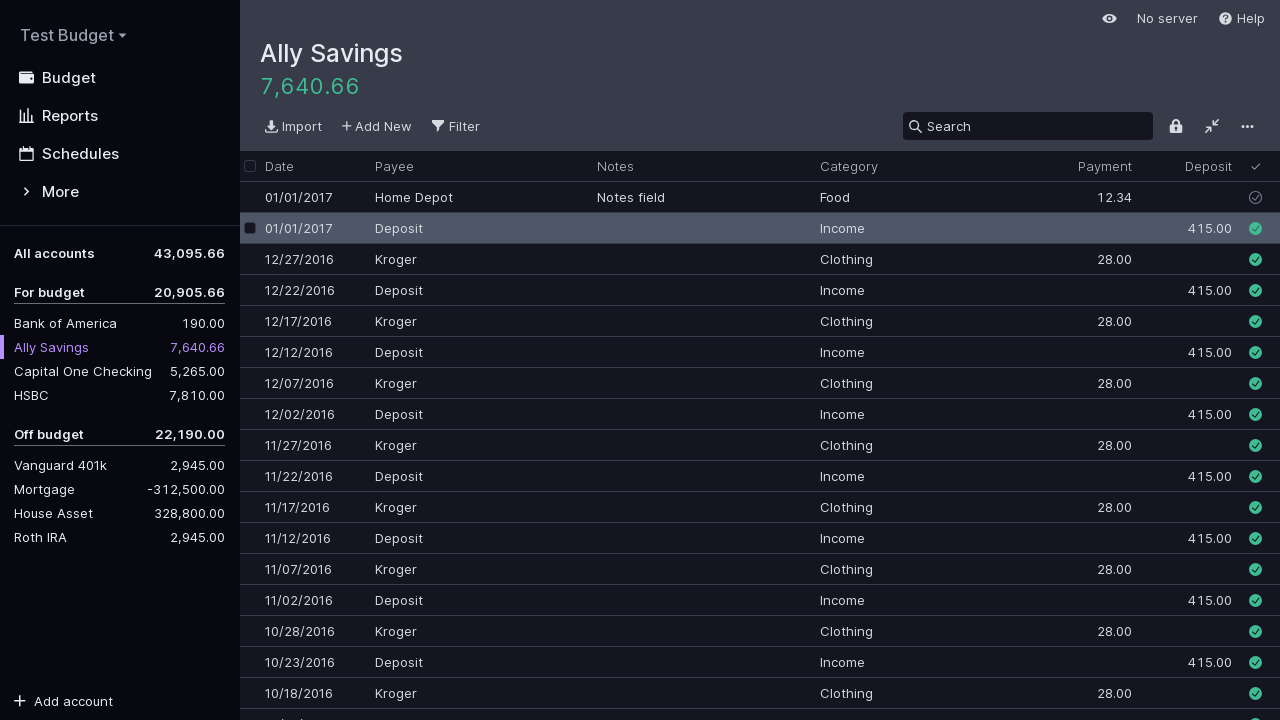 Test Budget
Budget
Reports
Schedules
More
All accounts 43,095.66
For budget 20,905.66
Bank of America 190.00
Ally Savings 7,640.66
Capital One Checking 5,265.00
HSBC 7,810.00
Off budget 22,190.00
Vanguard 401k 2,945.00
Mortgage -312,500.00
House Asset 328,800.00
Roth IRA 2,945.00
Add account
No server Help
Ally Savings
7,640.66
Import Add New Filter Search
Date Payee Notes Category Payment Deposit
01/01/2017 Home Depot Notes field Food 12.34
01/01/2017 Deposit Income 415.00
12/27/2016 Kroger Clothing 28.00
12/22/2016 Deposit Income 415.00
12/17/2016 Kroger Clothing 28.00
12/12/2016 Deposit Income 415.00
12/07/2016 Kroger Clothing 28.00
12/02/2016 Deposit Income 415.00
11/27/2016 Kroger Clothing 28.00
11/22/2016 Deposit Income 415.00
11/17/2016 Kroger Clothing 28.00
11/12/2016 Deposit Income 415.00
11/07/2016 Kroger Clothing 28.00
11/02/2016 Deposit Income 415.00
10/28/2016 Kroger Clothing 28.00
10/23/2016 Deposit Income 415.00
10/18/2016 Kroger Clothing 28.00